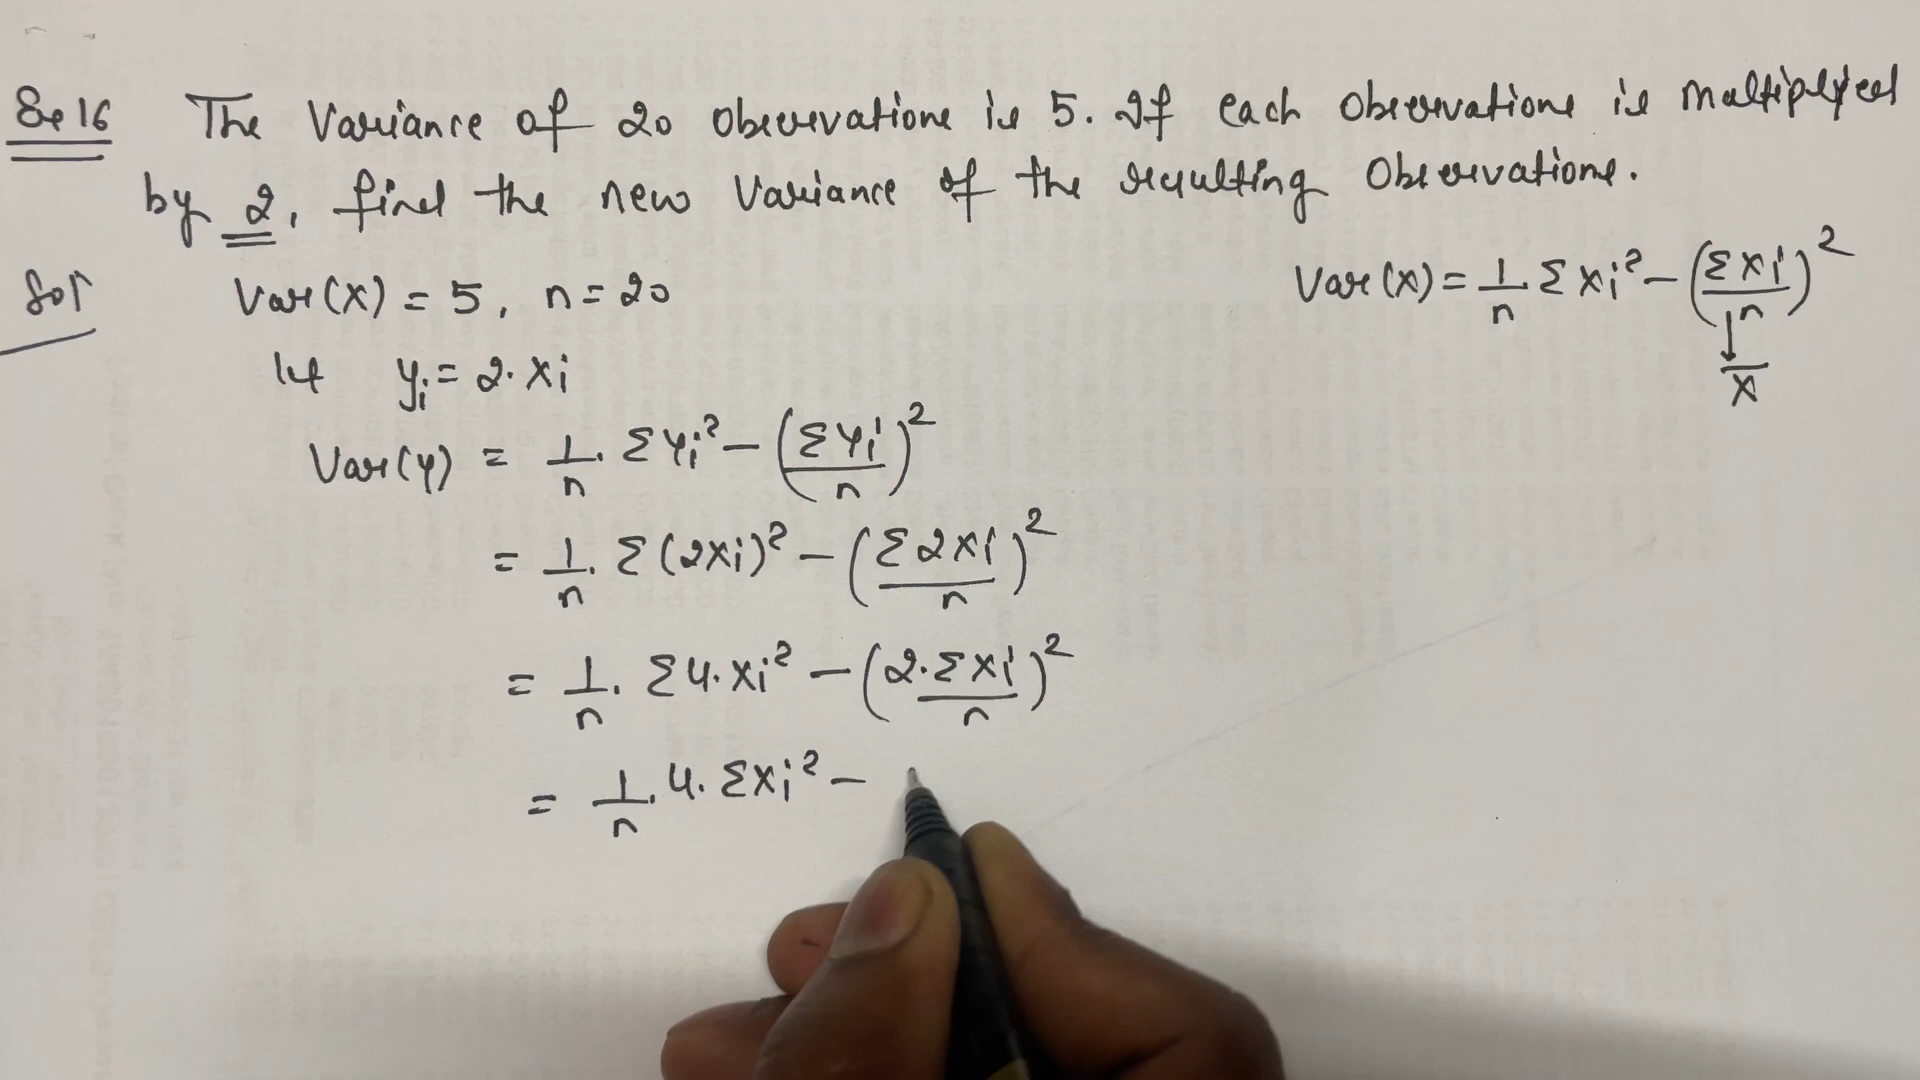 Se 16 The Variance of 20 observations is 5. If each observations is multiplyied
by 2, find the new Variance of the resulting Observations.
Sol Var(X) = 5, n = 20
Var(X) = 1/n Σ xi² - (Σxi/n)²
x̄
let yi = 2·xi
Var(y) = 1/n · Σyi² - (Σyi/n)²
= 1/n · Σ(2xi)² - (Σ2xi/n)²
= 1/n · Σ4·xi² - (2·Σxi/n)²
= 1/n · 4· Σxi² -